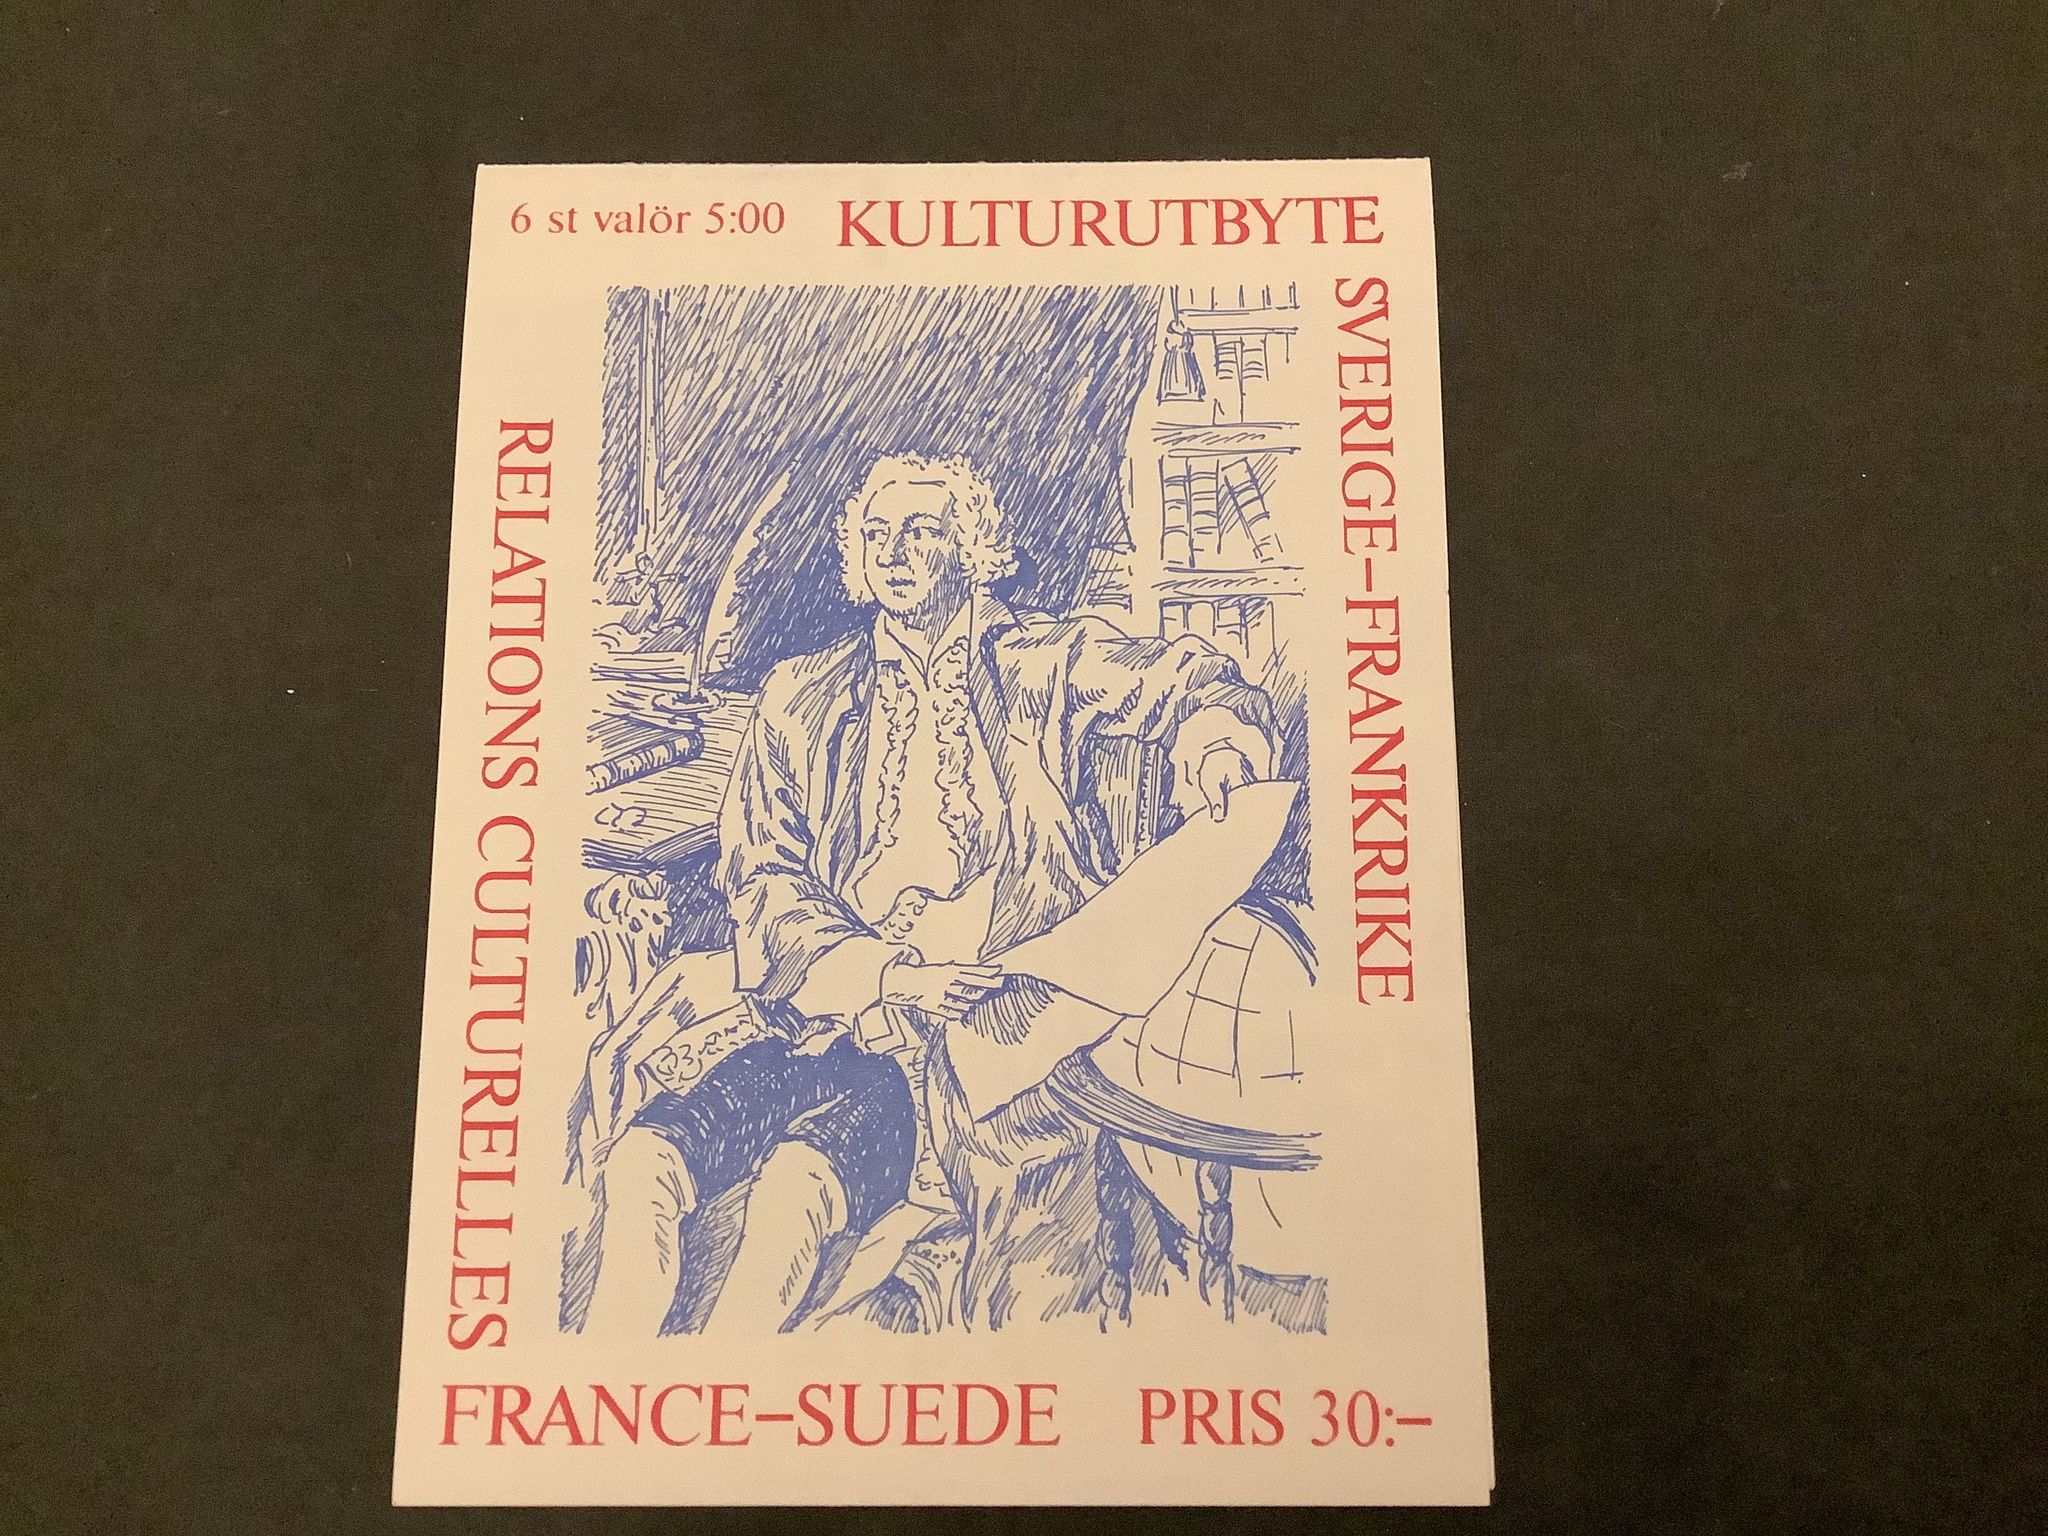 6 st valör 5:00 KULTURUTBYTE
SVERIGE–FRANKRIKE
RELATIONS CULTURELLES
FRANCE–SUEDE PRIS 30:–